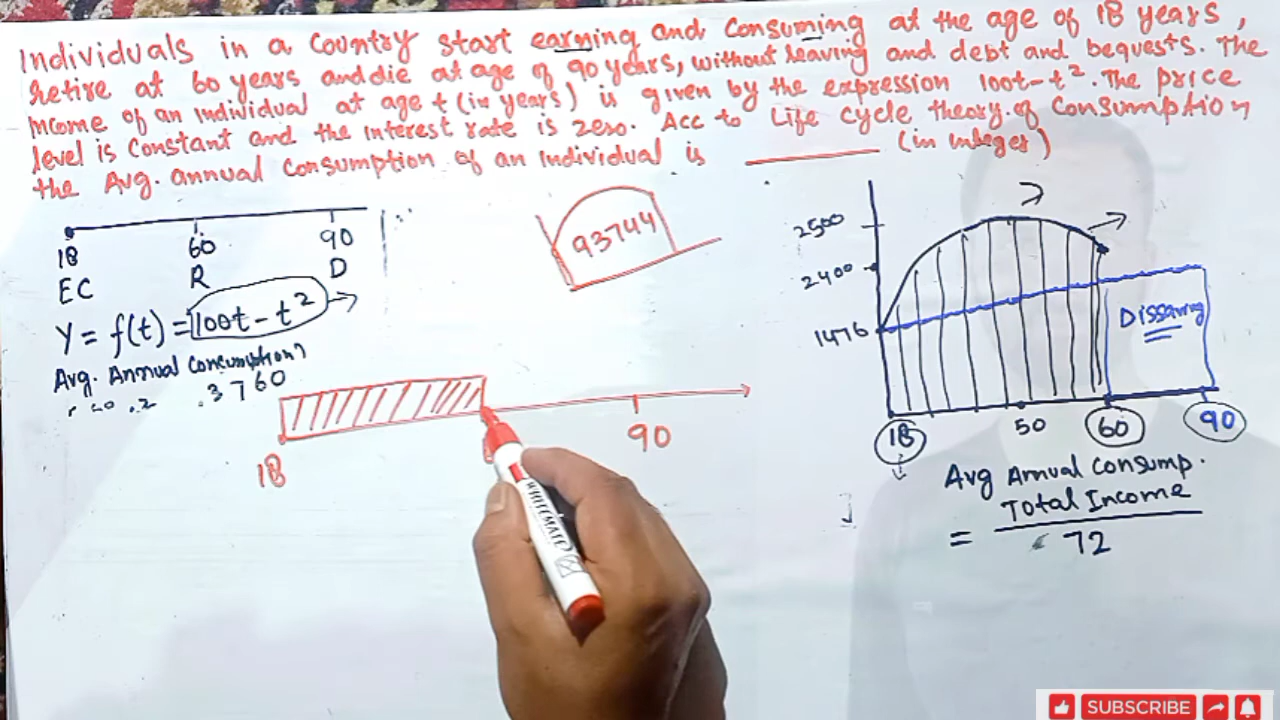 Individuals in a Country start earning and Consuming at the age of 18 years,
retire at 60 years and die at age of 90 years, without leaving and debt and bequests. The
Income of an individual at age t (in years) is given by the expression 100t - t². The price
level is Constant and the interest rate is zero. Acc to Life cycle theory of Consumption
the Avg. annual Consumption of an individual is ________ (in integer)
18 60 90
EC R D
Y = f(t) = 100t - t²
Avg. Annual Consumption?
3760
93744
18
90
2500
2400
1476
Dissaving
18 50 60 90
Avg Annual Consump.
= Total Income
72
WHITEMATE
SUBSCRIBE